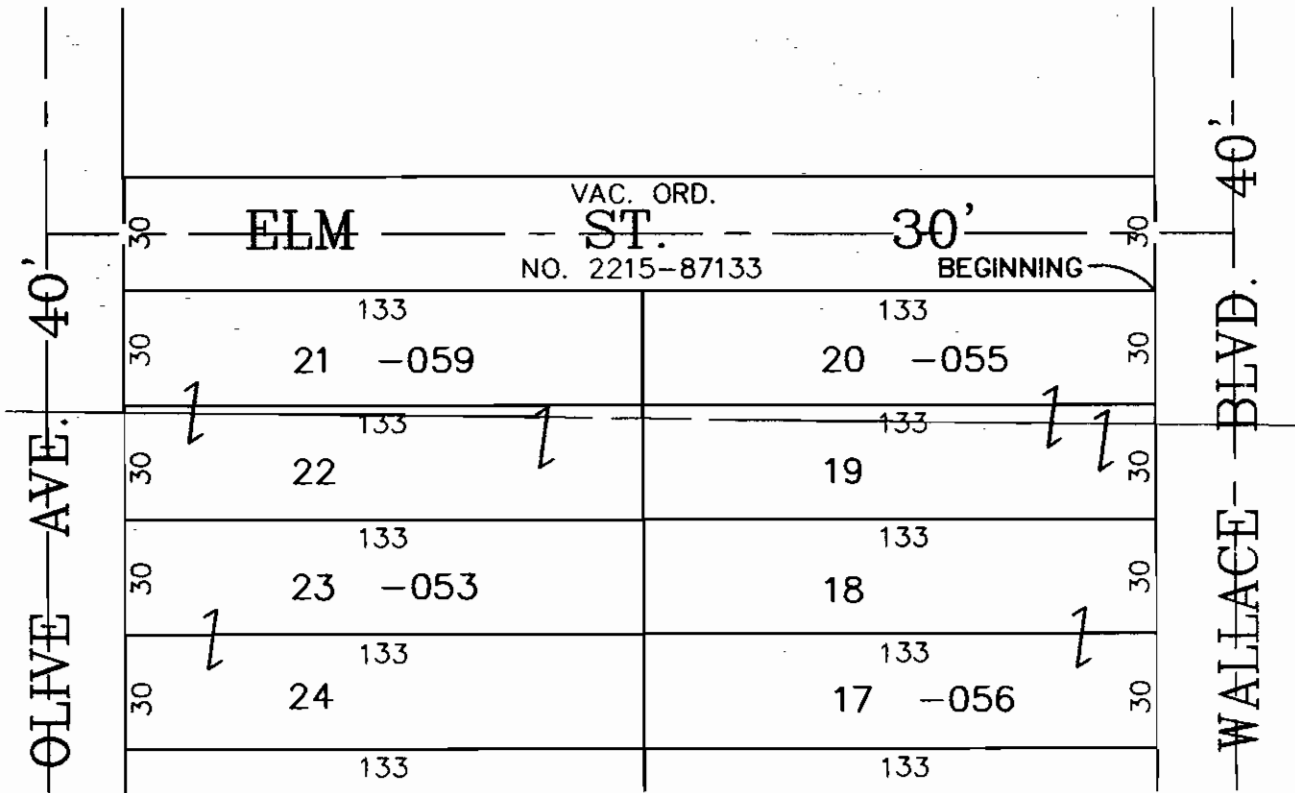 VAC. ORD.
30 ELM ST. 30' 30
NO. 2215-87133 BEGINNING
133 133
30 21 -059 20 -055 30
133 133
30 22 19 30
133 133
30 23 -053 18 30
133 133
30 24 17 -056 30
133 133
OLIVE AVE. 40'
WALLACE BLVD. 40'